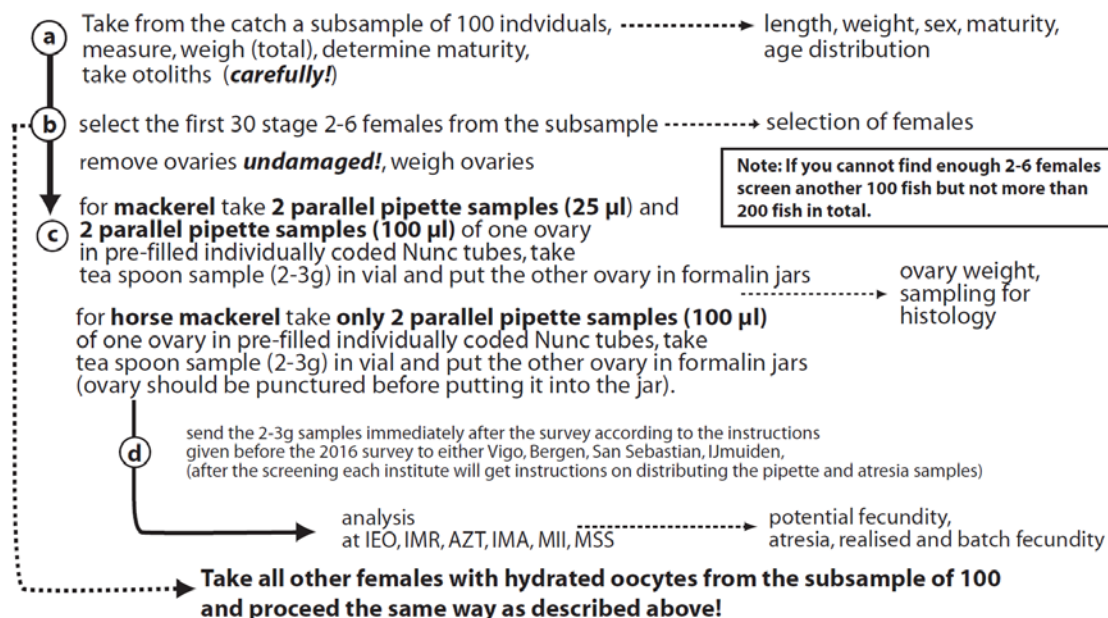 a
Take from the catch a subsample of 100 indviduals,
measure, weigh (total), determine maturity,
take otoliths (carefully!)
length, weight, sex, maturity,
age distribution
b
select the first 30 stage 2-6 females from the subsample
selection of females
remove ovaries undamaged!, weigh ovaries
Note: If you cannot find enough 2-6 females
screen another 100 fish but not more than
200 fish in total.
c
for mackerel take 2 parallel pipette samples (25 µl) and
2 parallel pipette samples (100 µl) of one ovary
in pre-filled individually coded Nunc tubes, take
tea spoon sample (2-3g) in vial and put the other ovary in formalin jars
ovary weight,
sampling for
histology
for horse mackerel take only 2 parallel pipette samples (100 µl)
of one ovary in pre-filled individually coded Nunc tubes, take
tea spoon sample (2-3g) in vial and put the other ovary in formalin jars
(ovary should be punctured before putting it into the jar).
d
send the 2-3g samples immediately after the survey according to the instructions
given before the 2016 survey to either Vigo, Bergen, San Sebastian, IJmuiden,
(after the screening each institute will get instructions on distributing the pipette and atresia samples)
analysis
at IEO, IMR, AZT, IMA, MII, MSS
potential fecundity,
atresia, realised and batch fecundity
Take all other females with hydrated oocytes from the subsample of 100
and proceed the same way as described above!